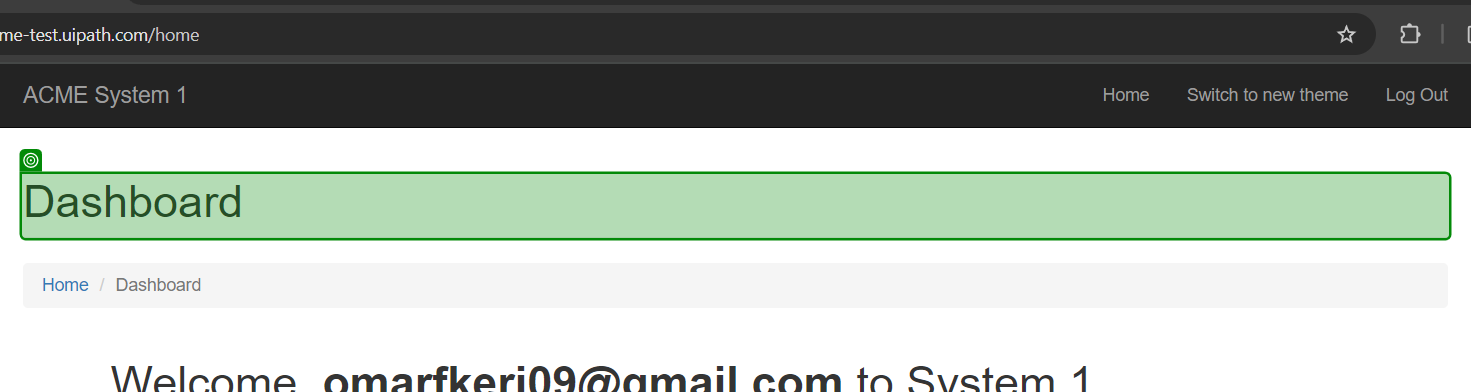 me-test.uipath.com/home
ACME System 1 Home Switch to new theme Log Out
Dashboard
Home / Dashboard
Welcome, omarfkeri09@gmail.com to System 1